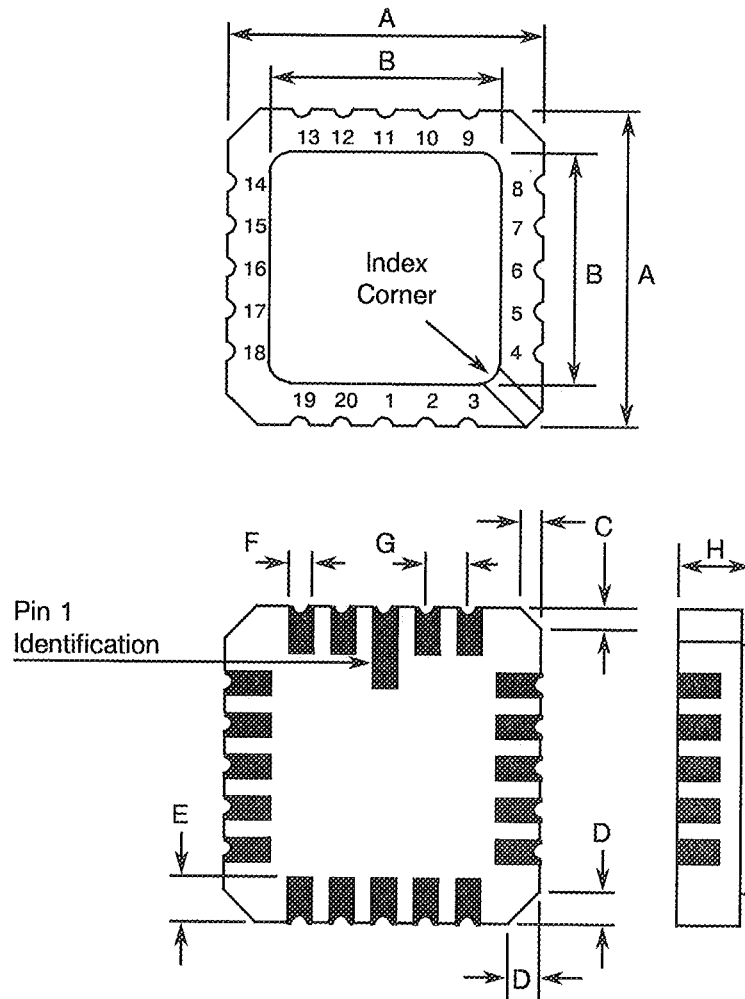 A
B
13 12 11 10 9
14 8
15 7
16 6
17 5
18 4
Index
Corner
B A
19 20 1 2 3
C
F G H
Pin 1
Identification
E D
D